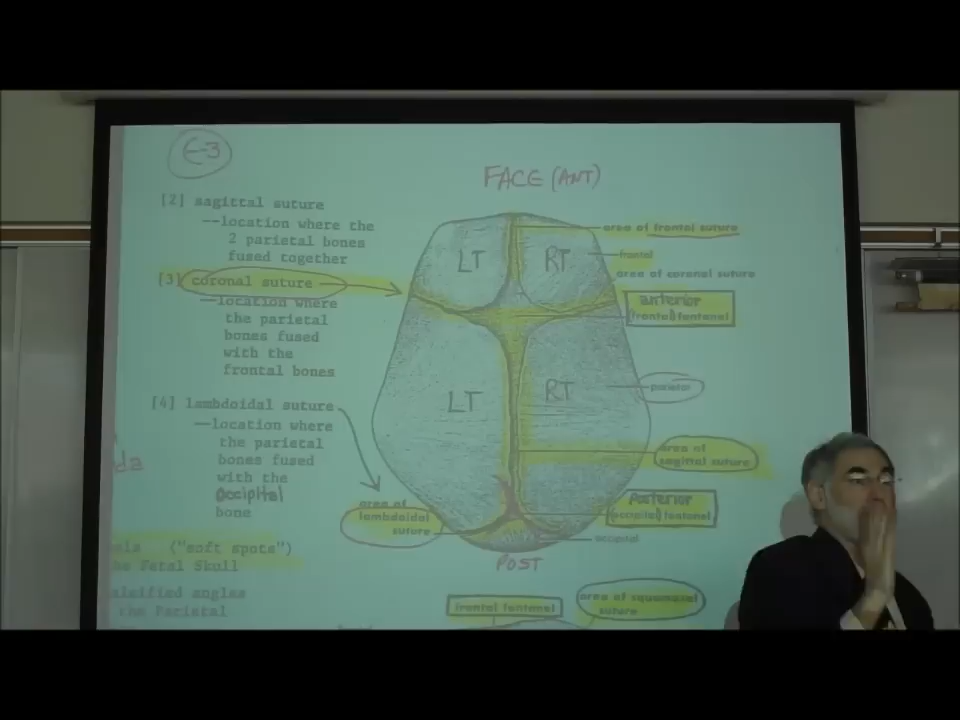 E-3
[2] sagittal suture
--location where the
2 parietal bones
fused together
[3] coronal suture
--location where
the parietal
bones fused
with the
frontal bones
[4] lambdoidal suture
--location where
the parietal
bones fused
with the
occipital
bone
("soft spots")
Fetal Skull
angles
the Parietal
FACE (ANT)
LT
RT
LT
RT
POST
area of frontal suture
frontal
area of coronal suture
anterior
(frontal) fontanel
parietal
area of
sagittal suture
Posterior
(occipital) fontanel
occipital
area of
lambdoidal
suture
frontal fontanel
area of squamosal
suture